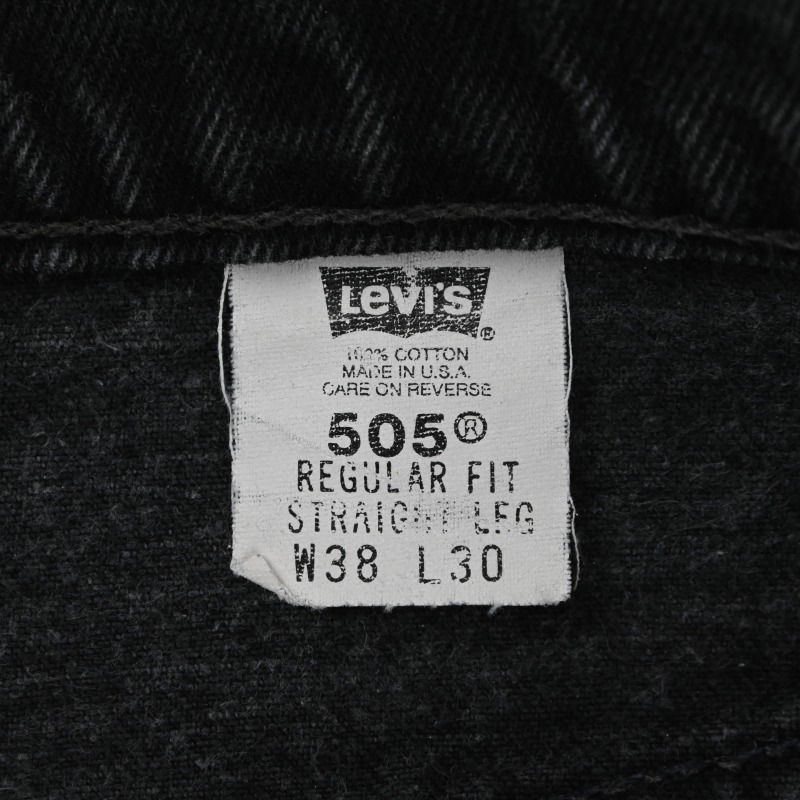 Levi's®
100% COTTON
MADE IN U.S.A.
CARE ON REVERSE
505®
REGULAR FIT
STRAIGHT LEG
W38 L30